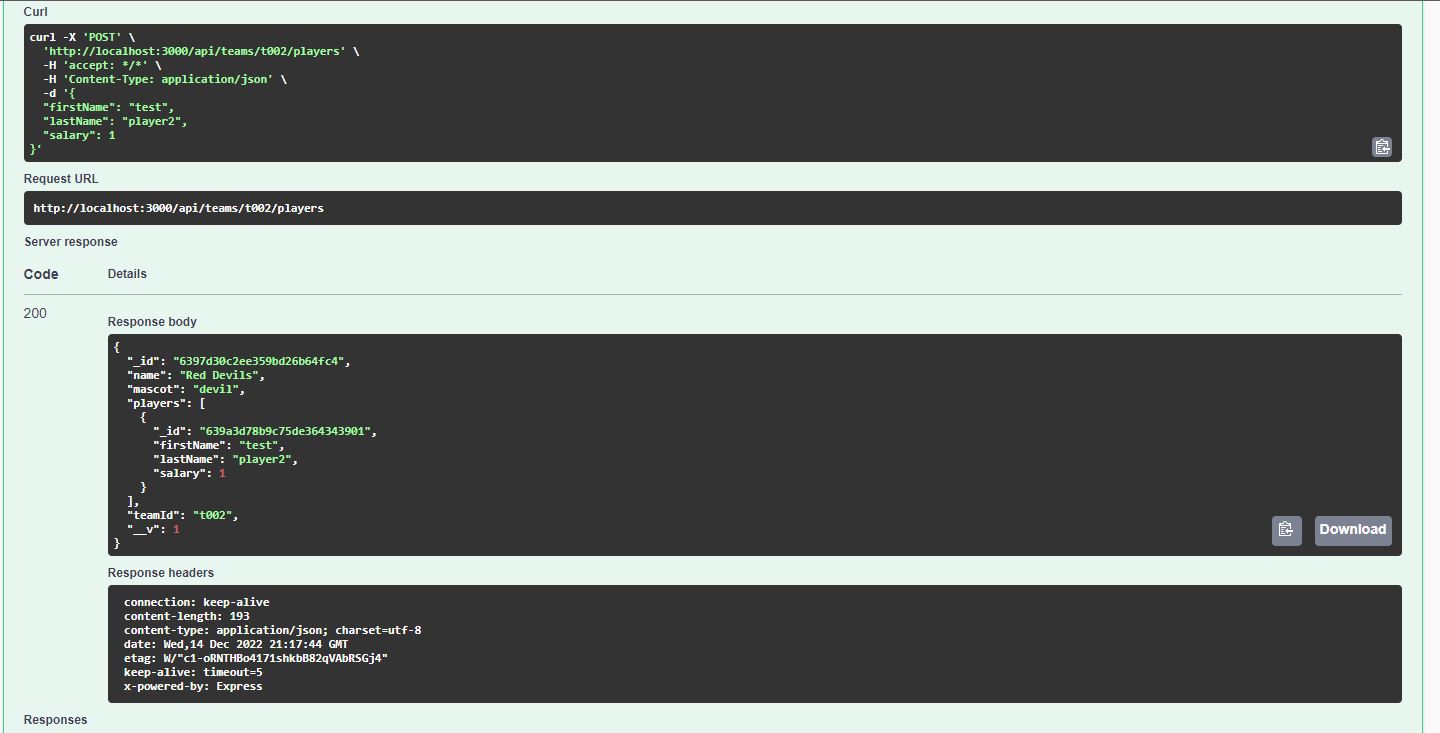 Curl
curl -X 'POST' \
  'http://localhost:3000/api/teams/t002/players' \
  -H 'accept: */*' \
  -H 'Content-Type: application/json' \
  -d '{
  "firstName": "test",
  "lastName": "player2",
  "salary": 1
}'
Request URL
http://localhost:3000/api/teams/t002/players
Server response
Code Details
200
Response body
{
  "_id": "6397d30c2ee359bd26b64fc4",
  "name": "Red Devils",
  "mascot": "devil",
  "players": [
    {
      "_id": "639a3d78b9c75de364343901",
      "firstName": "test",
      "lastName": "player2",
      "salary": 1
    }
  ],
  "teamId": "t002",
  "__v": 1
}
Download
Response headers
connection: keep-alive
content-length: 193
content-type: application/json; charset=utf-8
date: Wed,14 Dec 2022 21:17:44 GMT
etag: W/"c1-oRNTHBo4171shkbB82qVAbRSGj4"
keep-alive: timeout=5
x-powered-by: Express
Responses